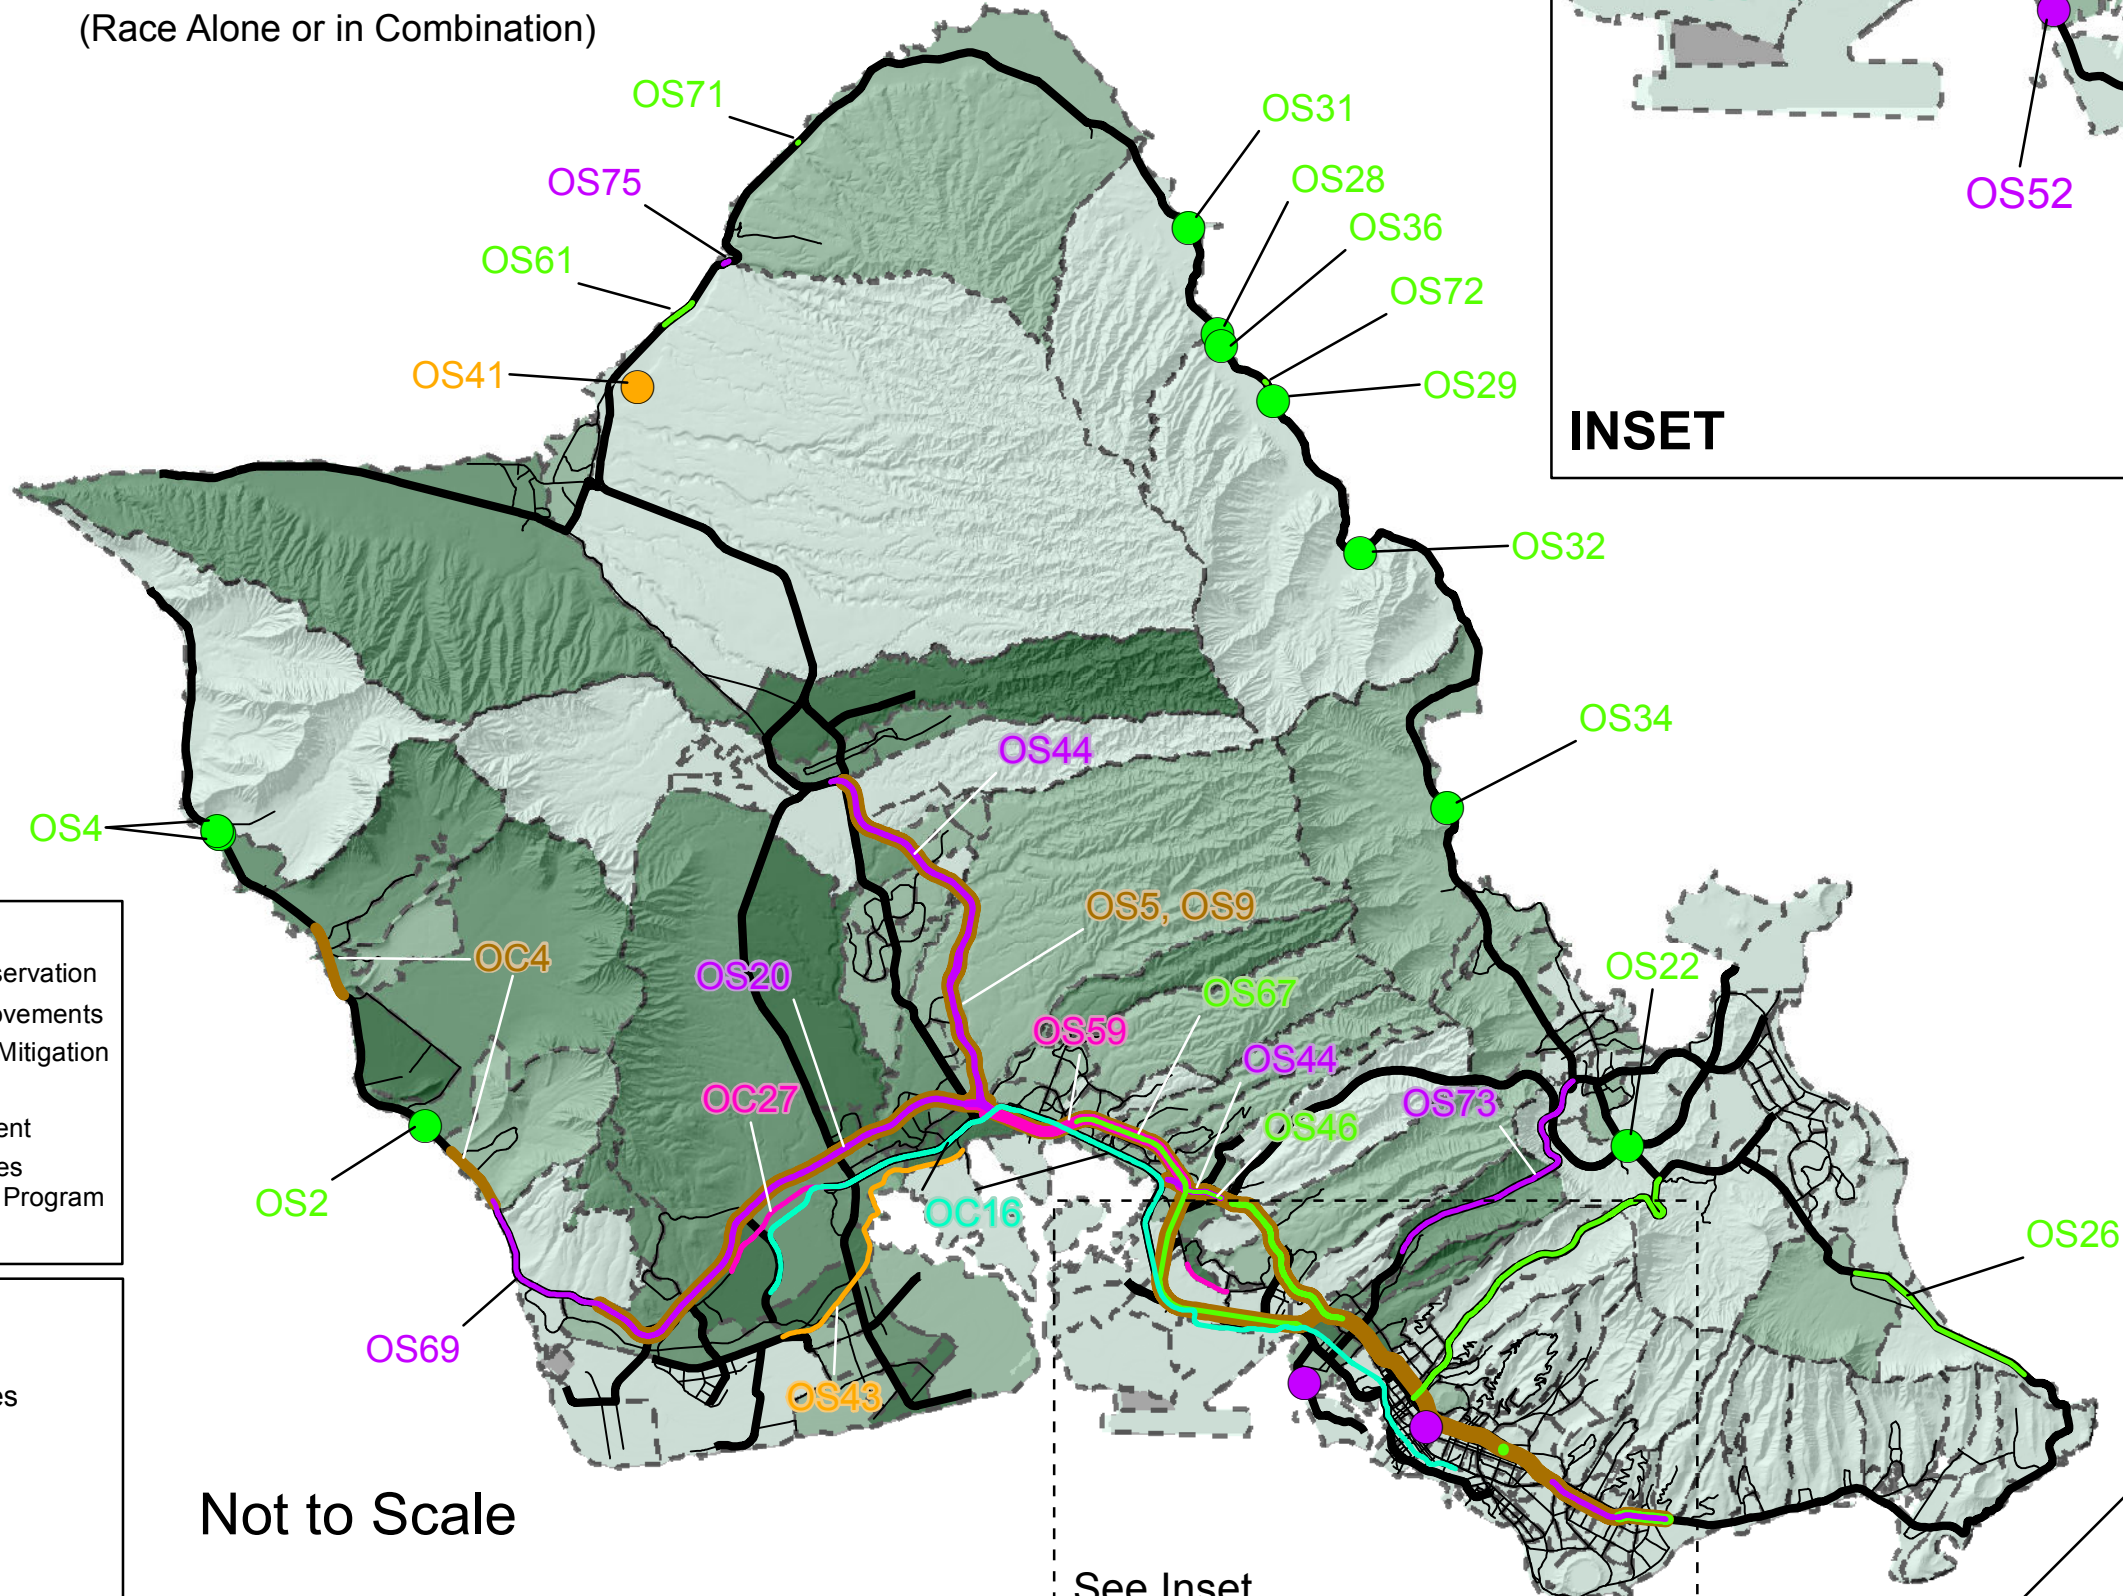 (Race Alone or in Combination)
OS71
OS31
OS75
OS28
OS52
OS36
OS61
OS72
OS41
OS29
INSET
OS32
OS34
OS44
OS4
OS5, OS9
OC4
OS20
OS22
OS67
OS59
OS44
OC27
OS73
OS46
OS2
OC16
OS26
OS69
OS43
servation
ovements
Mitigation
ent
es
Program
es
Not to Scale
See Inset